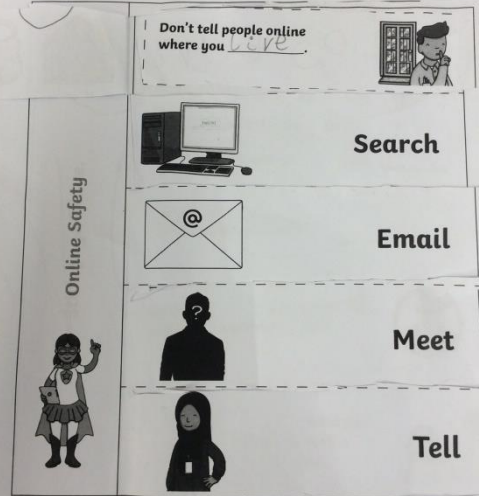 Don't tell people online
where you live.
Search
@
Email
?
Meet
Tell
Online Safety